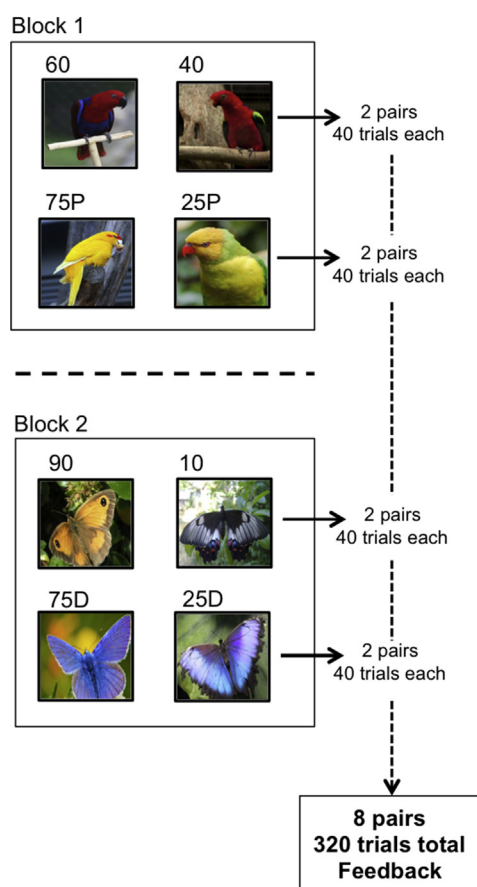 Block 1
60 40
2 pairs
40 trials each
75P 25P
2 pairs
40 trials each
Block 2
90 10
2 pairs
40 trials each
75D 25D
2 pairs
40 trials each
8 pairs
320 trials total
Feedback